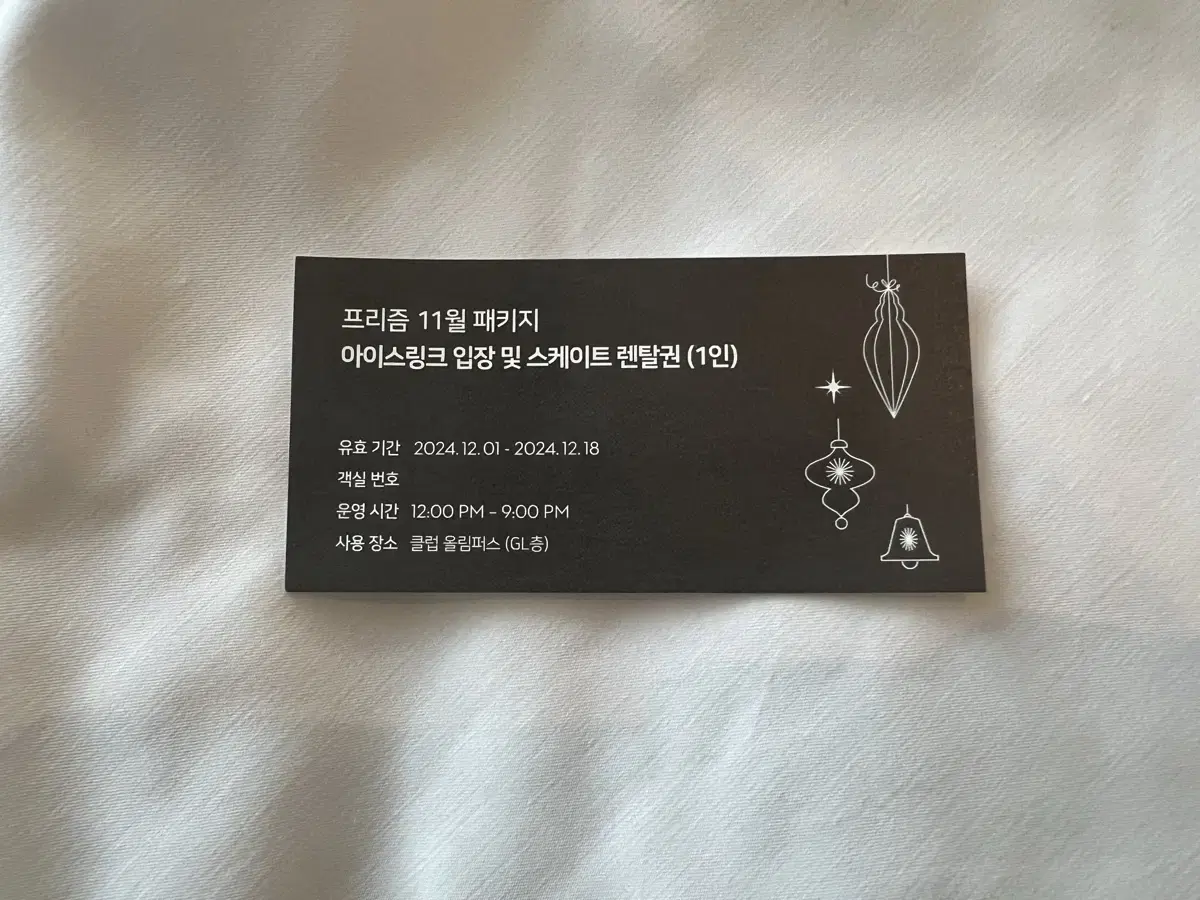 프리즘 11월 패키지
아이스링크 입장 및 스케이트 렌탈권 (1인)
유효 기간 2024. 12. 01 - 2024. 12. 18
객실 번호
운영 시간 12:00 PM – 9:00 PM
사용 장소 클럽 올림퍼스 (GL층)